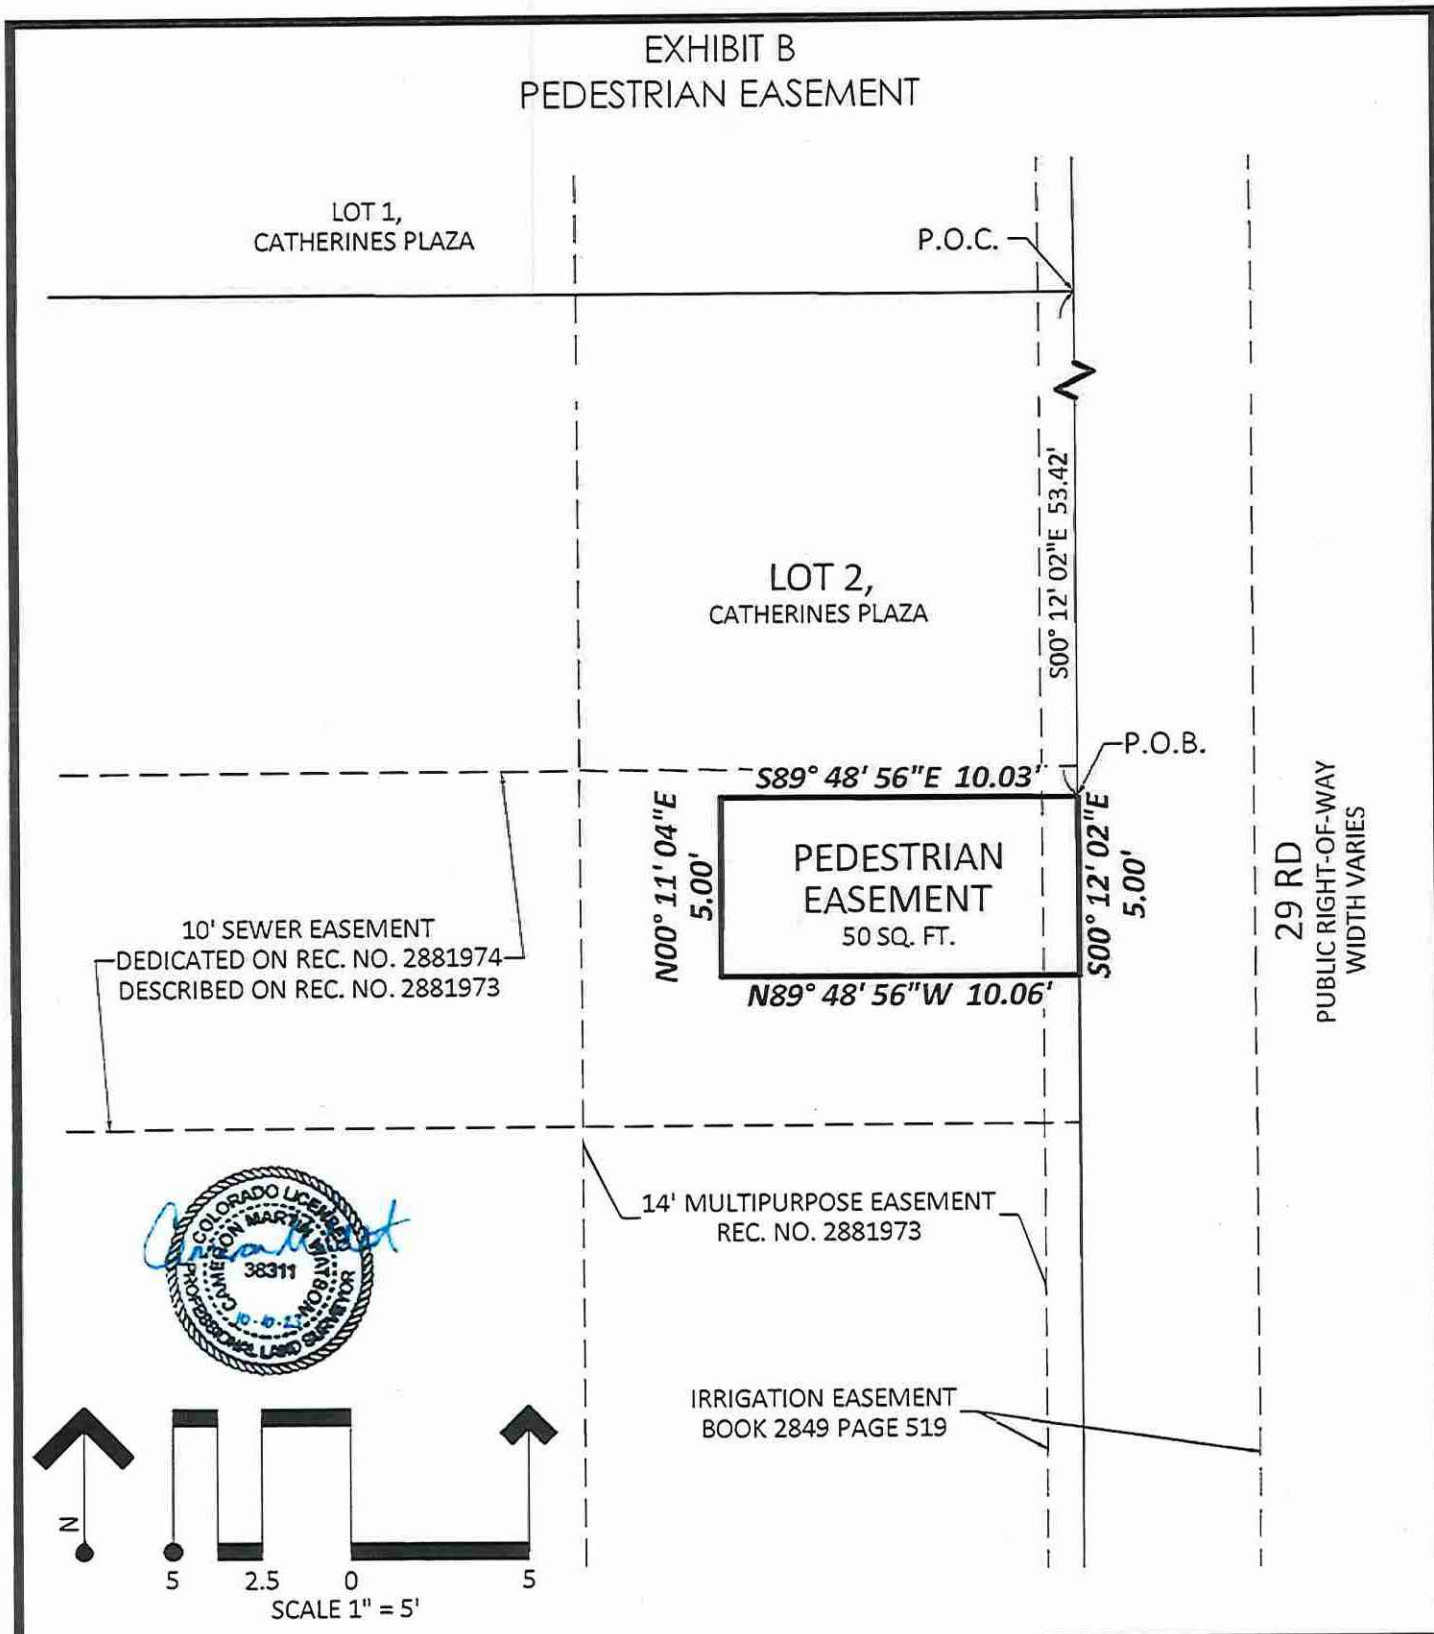 EXHIBIT B
PEDESTRIAN EASEMENT
LOT 1,
CATHERINES PLAZA
P.O.C.
S00° 12' 02"E 53.42'
LOT 2,
CATHERINES PLAZA
P.O.B.
S89° 48' 56"E 10.03'
N00° 11' 04"E
5.00'
PEDESTRIAN
EASEMENT
50 SQ. FT.
S00° 12' 02"E
5.00'
N89° 48' 56"W 10.06'
29 RD
PUBLIC RIGHT-OF-WAY
WIDTH VARIES
10' SEWER EASEMENT
DEDICATED ON REC. NO. 2881974
DESCRIBED ON REC. NO. 2881973
14' MULTIPURPOSE EASEMENT
REC. NO. 2881973
COLORADO LICENSED
PROFESSIONAL LAND SURVEYOR
CAMERON MARTIN WATSON
38311
IRRIGATION EASEMENT
BOOK 2849 PAGE 519
N
5 2.5 0 5
SCALE 1" = 5'